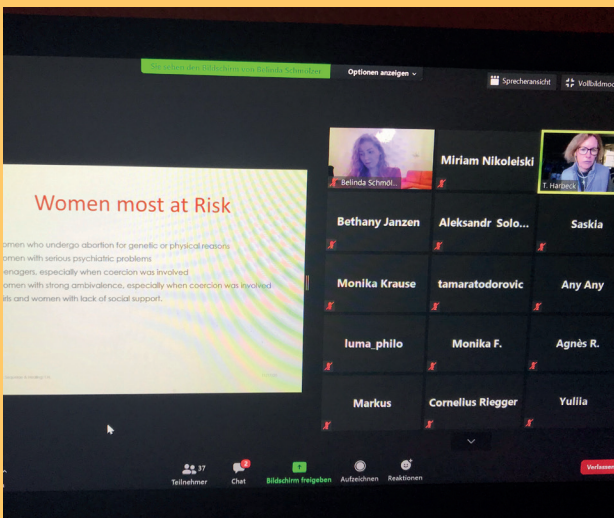 Sie sehen den Bildschirm von Belinda Schmölzer
Optionen anzeigen
Sprecheransicht
Vollbildmod
Belinda Schmöl...
Miriam Nikoleiski
T. Harbeck
Women most at Risk
omen who undergo abortion for genetic or physical reasons
omen with serious psychiatric problems
enagers, especially when coercion was involved
omen with strong ambivalence, especially when coercion was involved
irls and women with lack of social support.
Bethany Janzen
Aleksandr Solo...
Saskia
Monika Krause
tamaratodorovic
Any Any
luma_philo
Monika F.
Agnès R.
Markus
Cornelius Riegger
Yuliia
37
2
Teilnehmer
Chat
Bildschirm freigeben
Aufzeichnen
Reaktionen
Verlassen